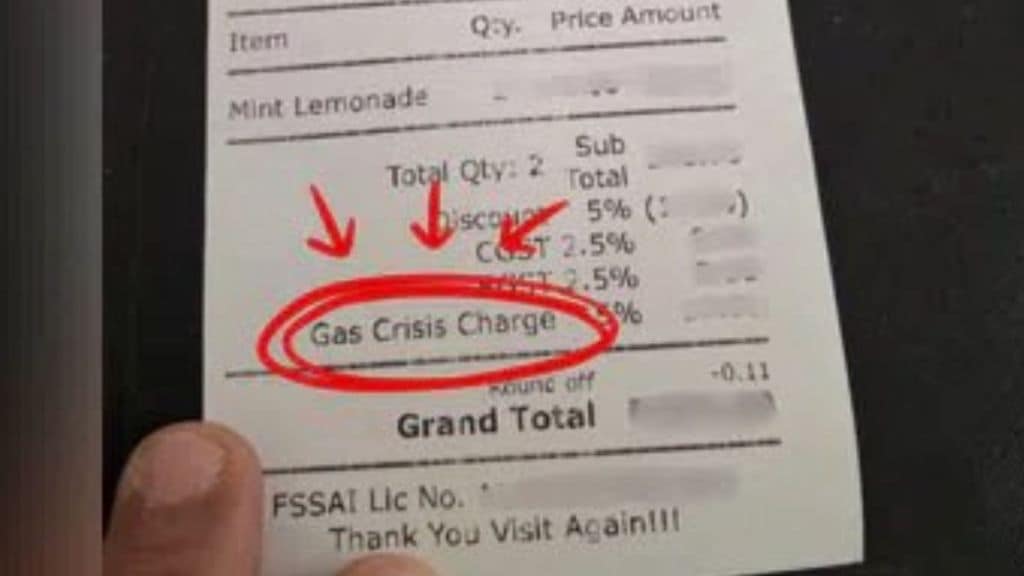 Item Qty. Price Amount
Mint Lemonade
Total Qty: 2 Sub Total
Discount 5% (
CGST 2.5%
2.5%
Gas Crisis Charge
Round off -0.11
Grand Total
FSSAI Lic No.
Thank You Visit Again!!!